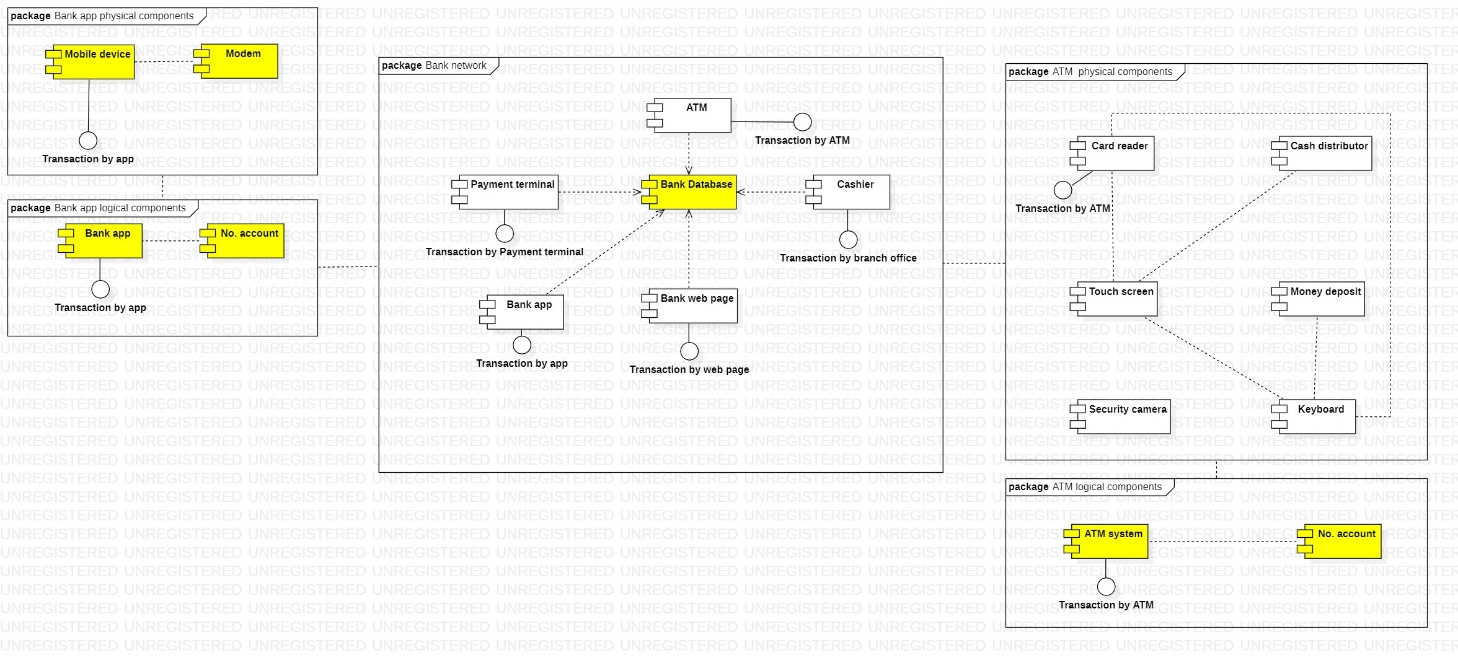 package Bank app physical components
Mobile device
Modem
Transaction by app
package Bank app logical components
Bank app
No. account
Transaction by app
package Bank network
ATM
Transaction by ATM
Payment terminal
Bank Database
Cashier
Transaction by Payment terminal
Transaction by branch office
Bank app
Bank web page
Transaction by app
Transaction by web page
package ATM physical components
Card reader
Cash distributor
Transaction by ATM
Touch screen
Money deposit
Security camera
Keyboard
package ATM logical components
ATM system
No. account
Transaction by ATM
UNREGISTERED